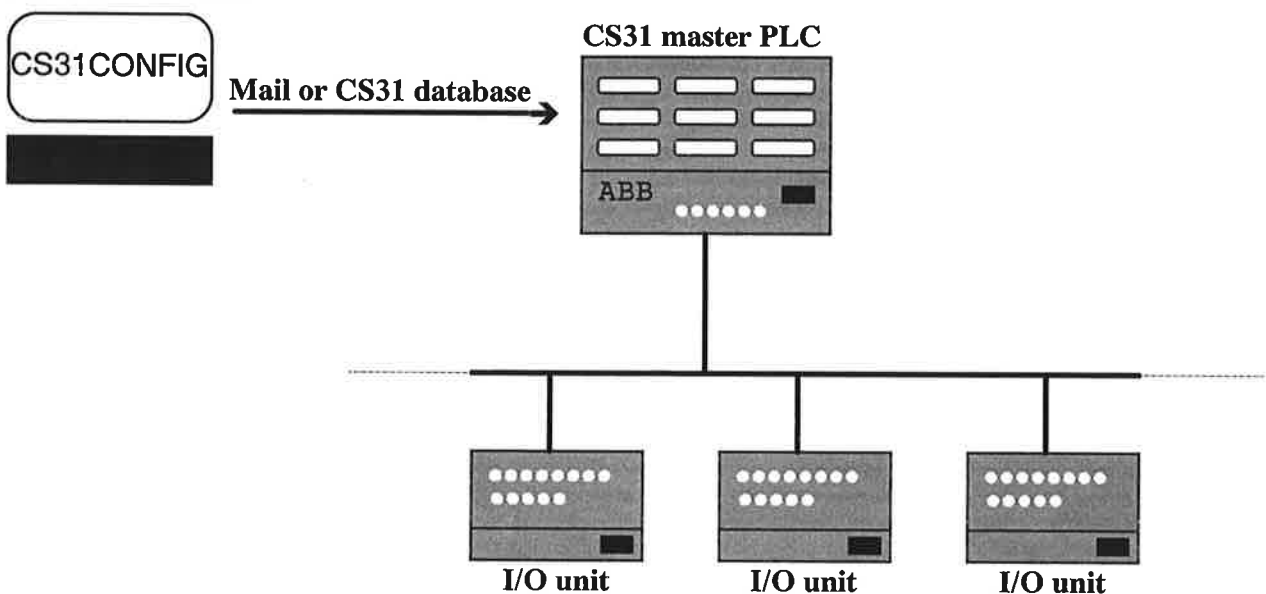 CS31 master PLC
CS31CONFIG
Mail or CS31 database
ABB
I/O unit
I/O unit
I/O unit